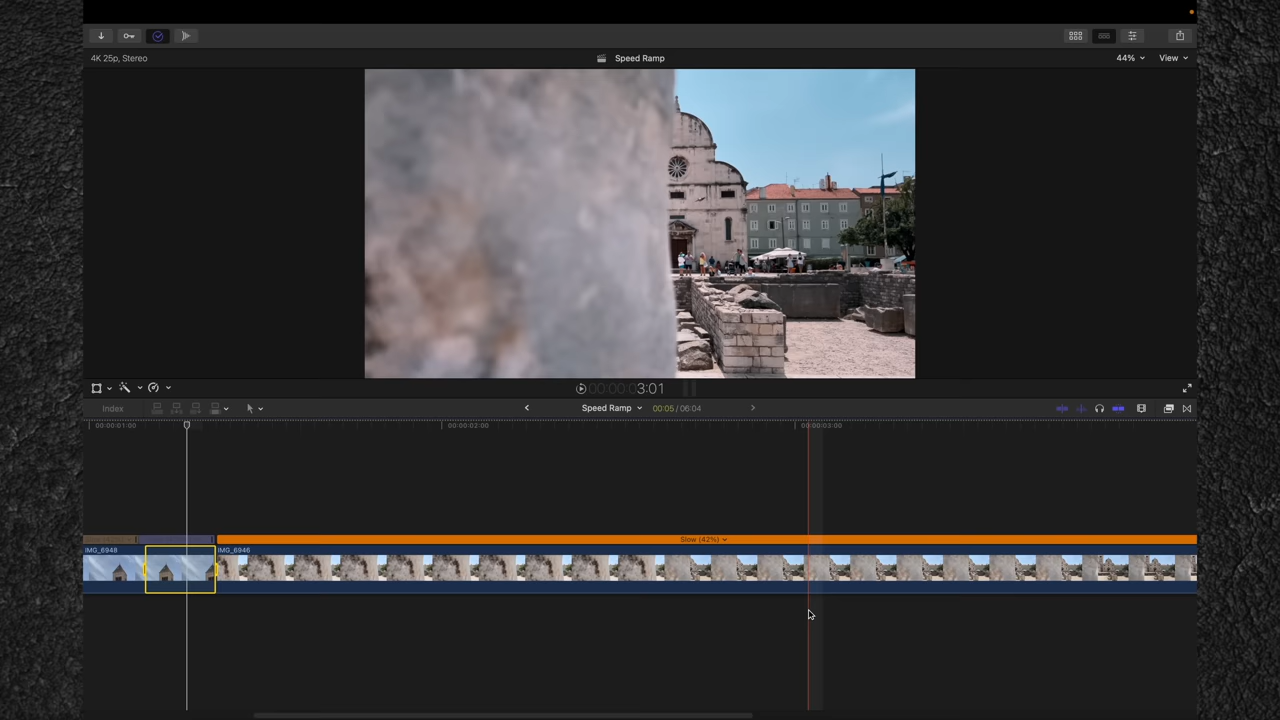 4K 25p, Stereo
Speed Ramp
44%
View
00:00:03:01
Index
Speed Ramp
00:05 / 06:04
00:00:01:00
00:00:02:00
00:00:03:00
Slow (42%)
IMG_6948
IMG_6946